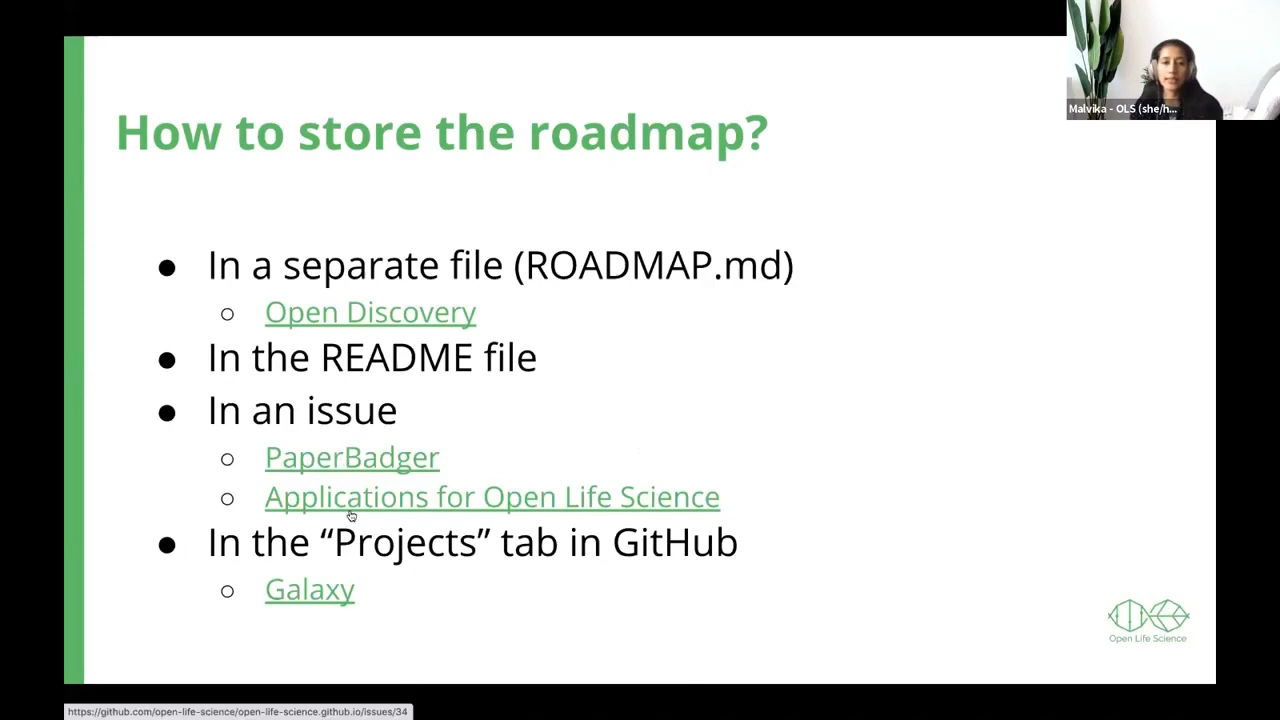 Malvika - OLS (she/h...
How to store the roadmap?
● In a separate file (ROADMAP.md)
○ Open Discovery
● In the README file
● In an issue
○ PaperBadger
○ Applications for Open Life Science
● In the “Projects” tab in GitHub
○ Galaxy
Open Life Science
https://github.com/open-life-science/open-life-science.github.io/issues/34